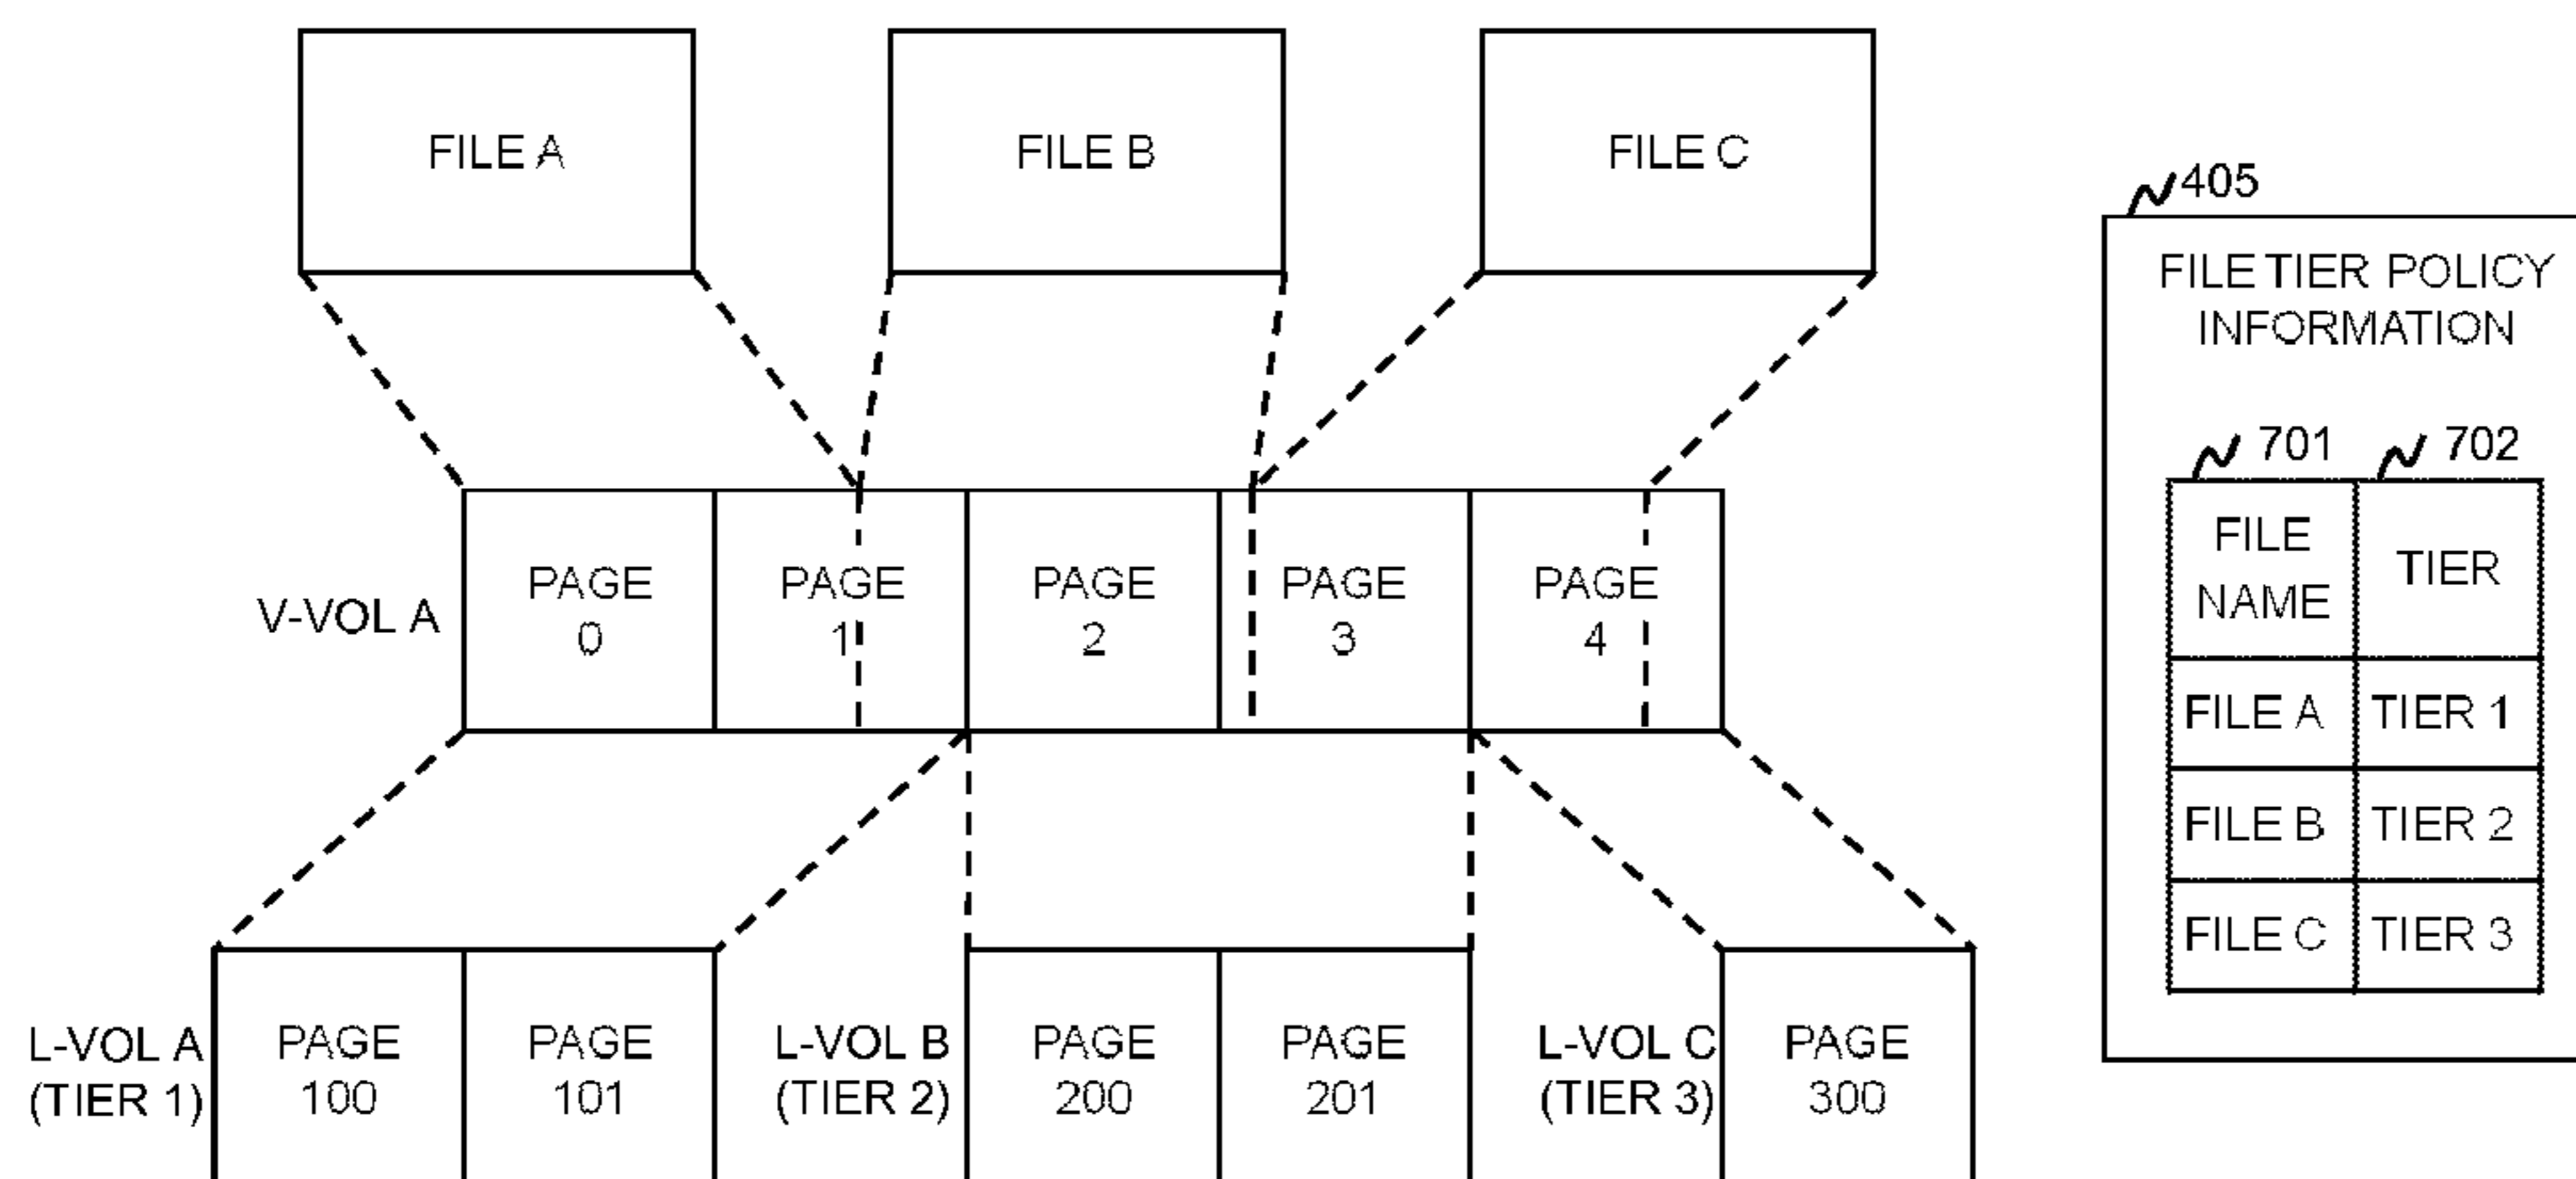 FILE A
FILE B
FILE C
405
FILE TIER POLICY
INFORMATION
701
702
FILE
NAME
TIER
FILE A
TIER 1
FILE B
TIER 2
FILE C
TIER 3
V-VOL A
PAGE
0
PAGE
1
PAGE
2
PAGE
3
PAGE
4
L-VOL A
(TIER 1)
PAGE
100
PAGE
101
L-VOL B
(TIER 2)
PAGE
200
PAGE
201
L-VOL C
(TIER 3)
PAGE
300